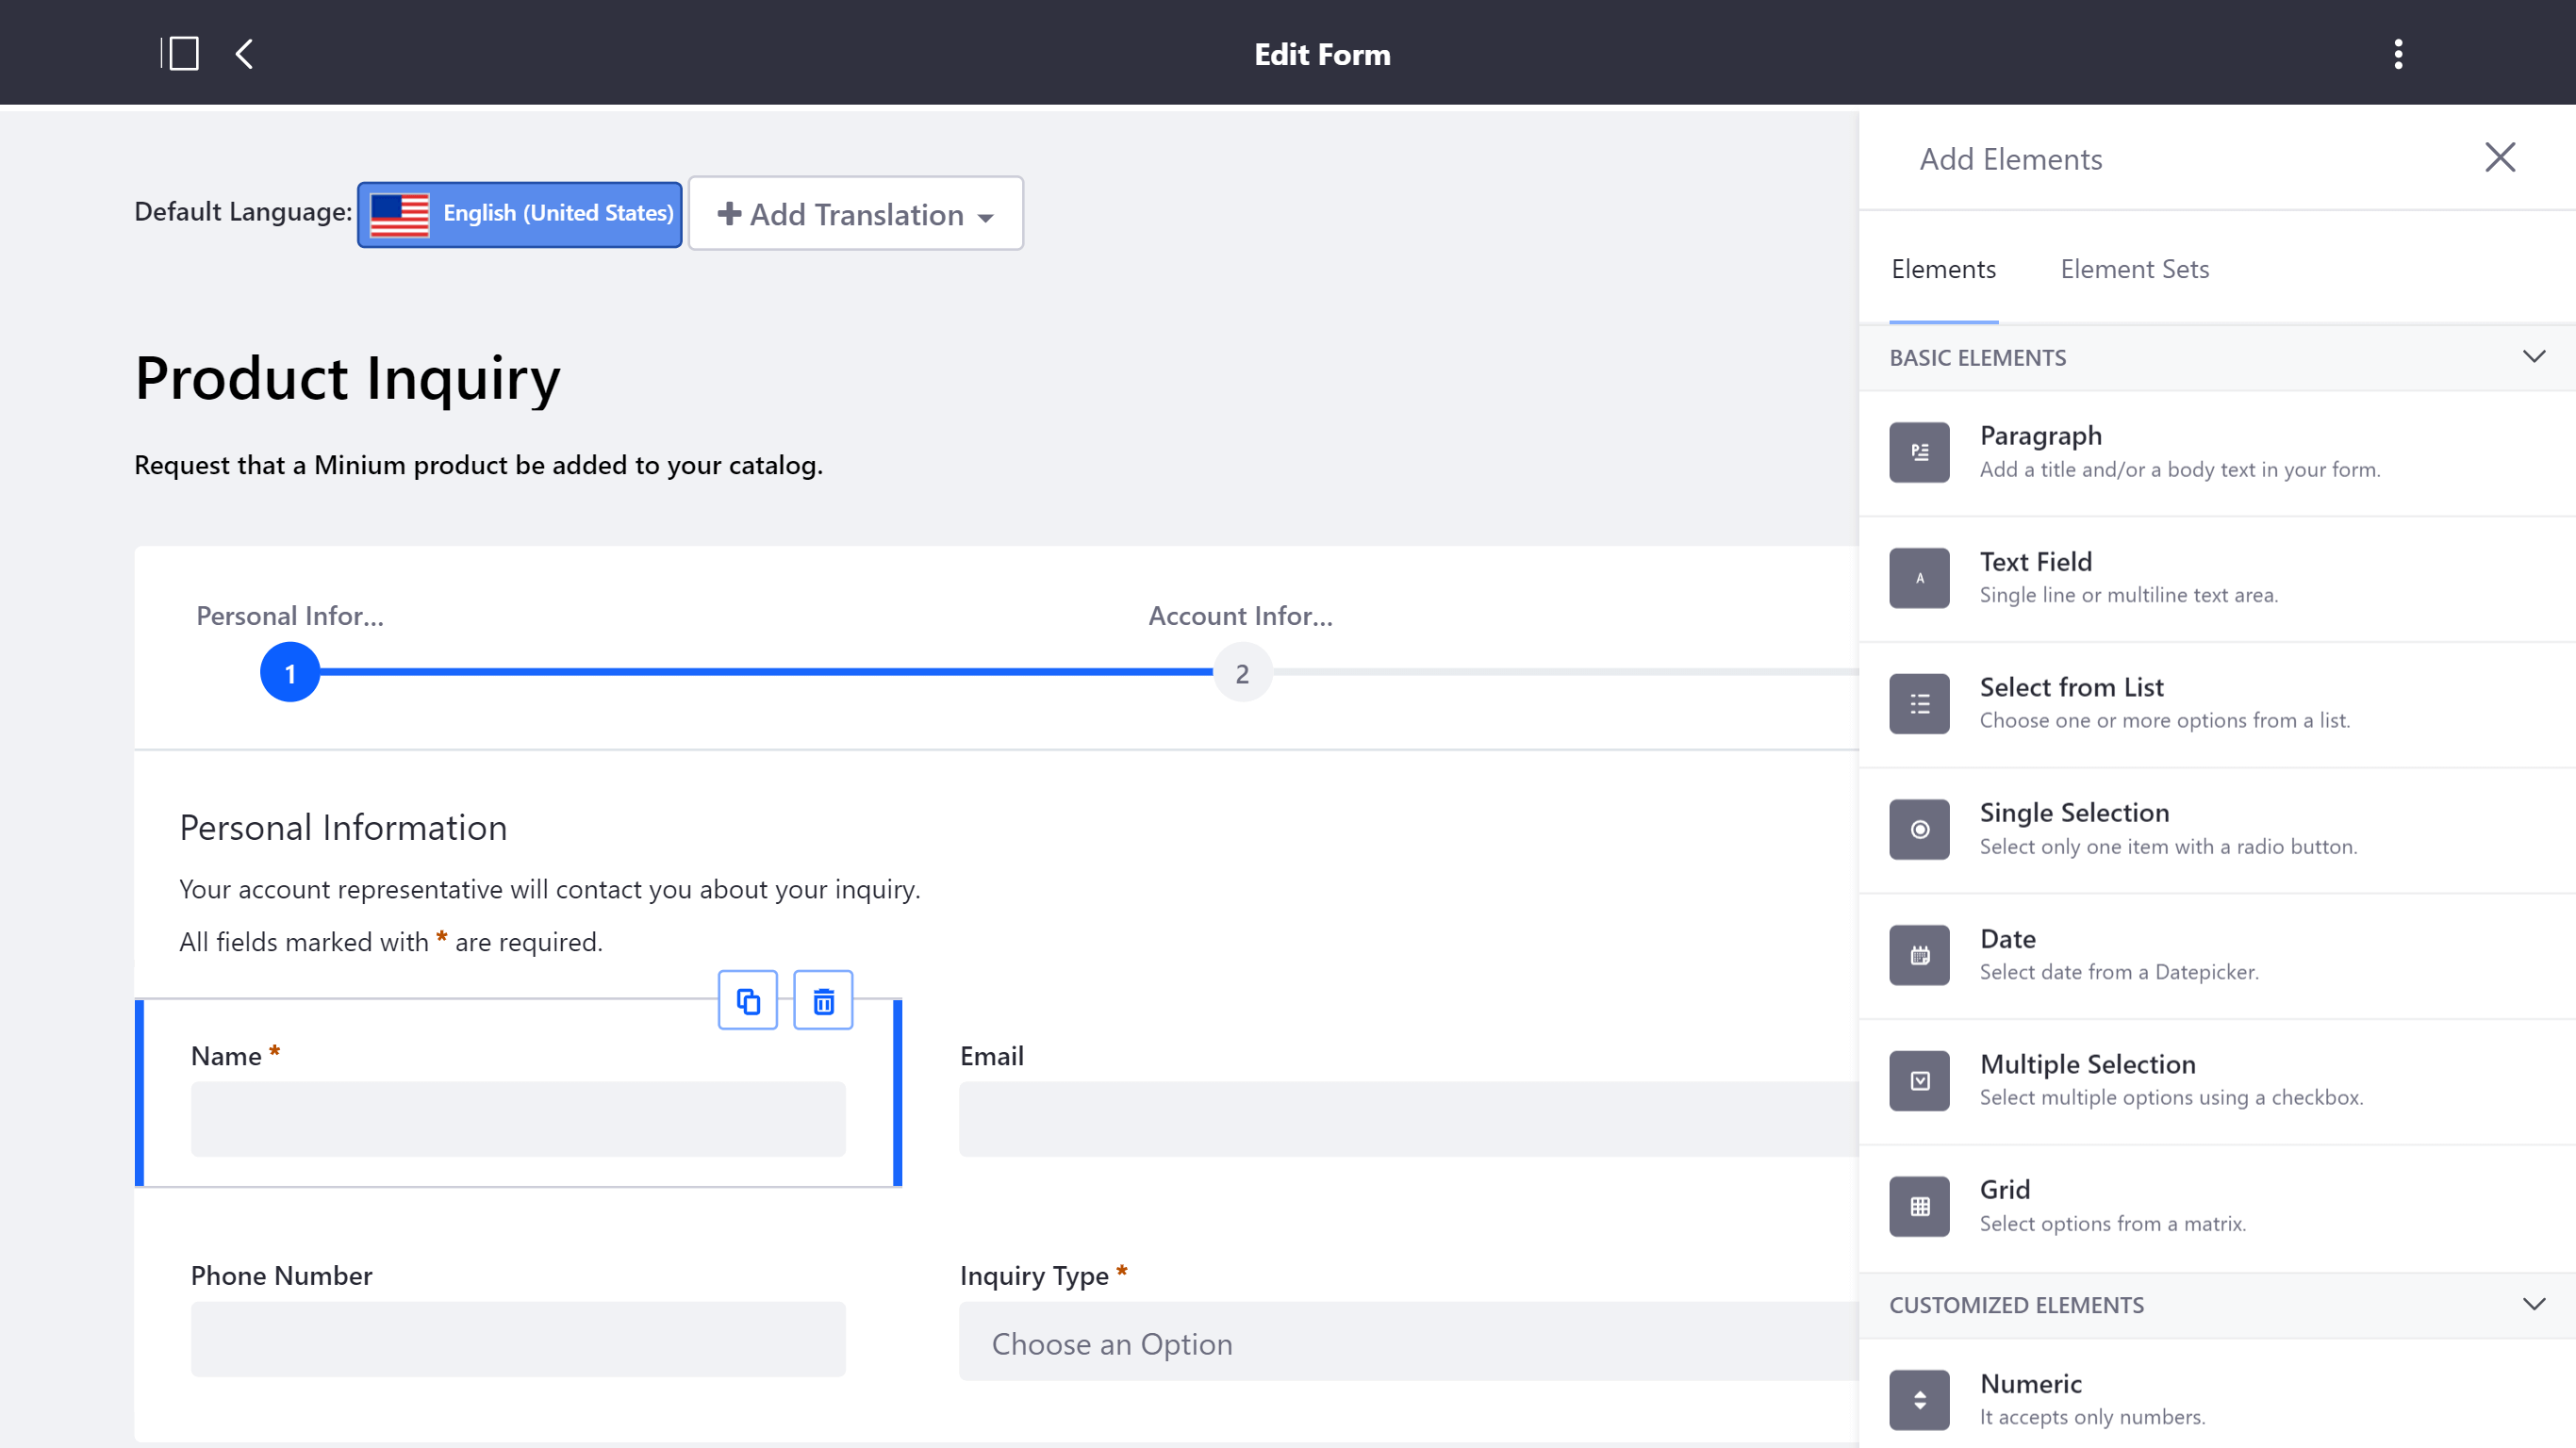 Edit Form
Default Language:
English (United States)
Add Translation
Product Inquiry
Request that a Minium product be added to your catalog.
Personal Infor...
Account Infor...
1
2
Personal Information
Your account representative will contact you about your inquiry.
All fields marked with * are required.
Name *
Email
Phone Number
Inquiry Type *
Choose an Option
Add Elements
Elements
Element Sets
BASIC ELEMENTS
Paragraph
Add a title and/or a body text in your form.
Text Field
Single line or multiline text area.
Select from List
Choose one or more options from a list.
Single Selection
Select only one item with a radio button.
Date
Select date from a Datepicker.
Multiple Selection
Select multiple options using a checkbox.
Grid
Select options from a matrix.
CUSTOMIZED ELEMENTS
Numeric
It accepts only numbers.